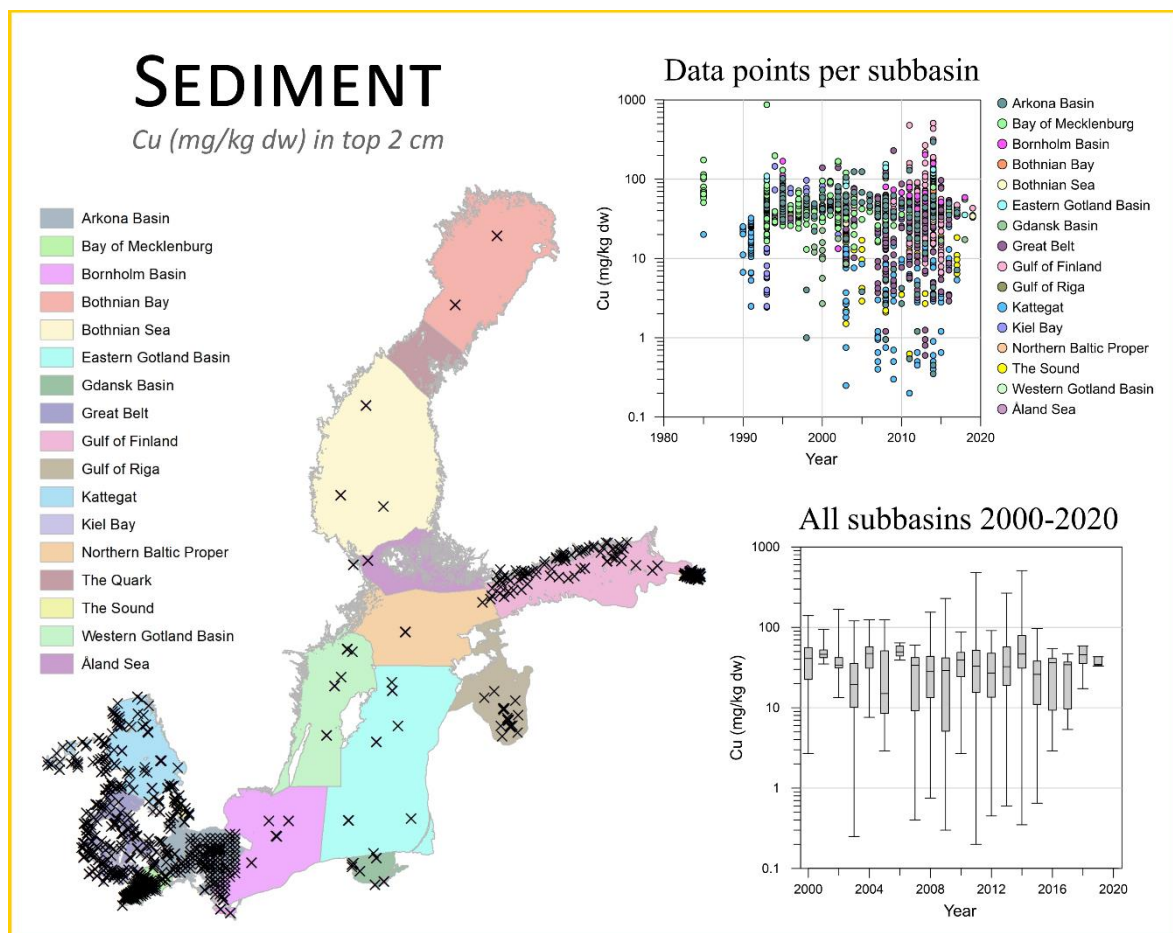 SEDIMENT
Cu (mg/kg dw) in top 2 cm
Arkona Basin
Bay of Mecklenburg
Bornholm Basin
Bothnian Bay
Bothnian Sea
Eastern Gotland Basin
Gdansk Basin
Great Belt
Gulf of Finland
Gulf of Riga
Kattegat
Kiel Bay
Northern Baltic Proper
The Quark
The Sound
Western Gotland Basin
Åland Sea
Data points per subbasin
1000
100
10
1
0.1
Cu (mg/kg dw)
1980
1990
2000
2010
2020
Year
Arkona Basin
Bay of Mecklenburg
Bornholm Basin
Bothnian Bay
Bothnian Sea
Eastern Gotland Basin
Gdansk Basin
Great Belt
Gulf of Finland
Gulf of Riga
Kattegat
Kiel Bay
Northern Baltic Proper
The Sound
Western Gotland Basin
Åland Sea
All subbasins 2000-2020
1000
100
10
1
0.1
Cu (mg/kg dw)
2000
2004
2008
2012
2016
2020
Year